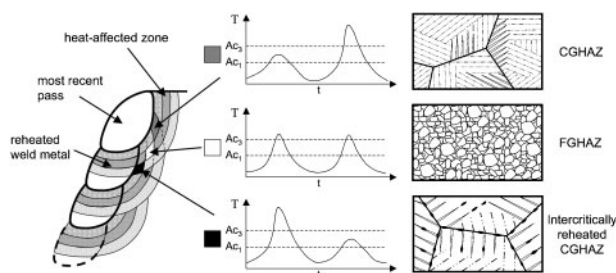 heat-affected zone
most recent
pass
reheated
weld metal
T
Ac3
Ac1
t
CGHAZ
T
Ac3
Ac1
t
FGHAZ
T
Ac3
Ac1
t
Intercritically
reheated
CGHAZ